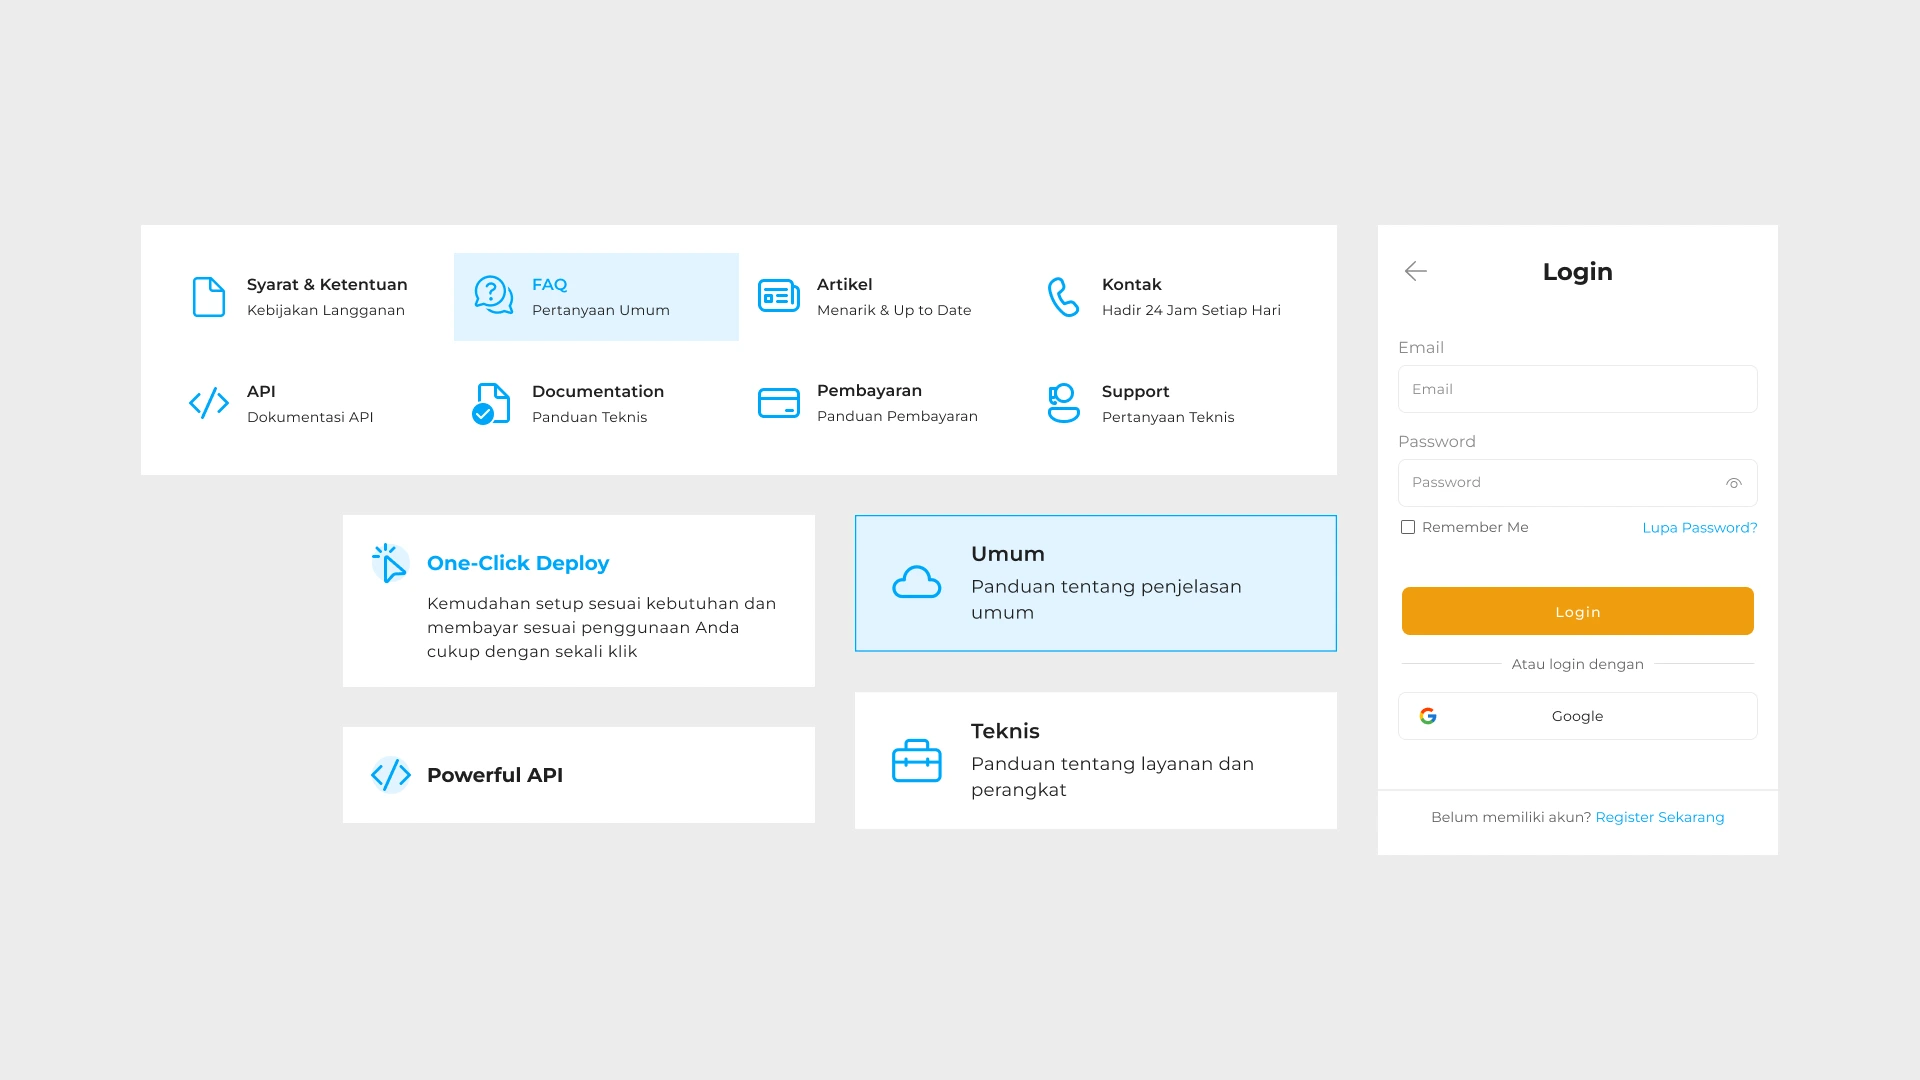 Syarat & Ketentuan
Kebijakan Langganan
FAQ
Pertanyaan Umum
Artikel
Menarik & Up to Date
Kontak
Hadir 24 Jam Setiap Hari
API
Dokumentasi API
Documentation
Panduan Teknis
Pembayaran
Panduan Pembayaran
Support
Pertanyaan Teknis
One-Click Deploy
Kemudahan setup sesuai kebutuhan dan
membayar sesuai penggunaan Anda
cukup dengan sekali klik
Powerful API
Umum
Panduan tentang penjelasan
umum
Teknis
Panduan tentang layanan dan
perangkat
Login
Email
Email
Password
Password
Remember Me
Lupa Password?
Login
Atau login dengan
Google
Belum memiliki akun? Register Sekarang